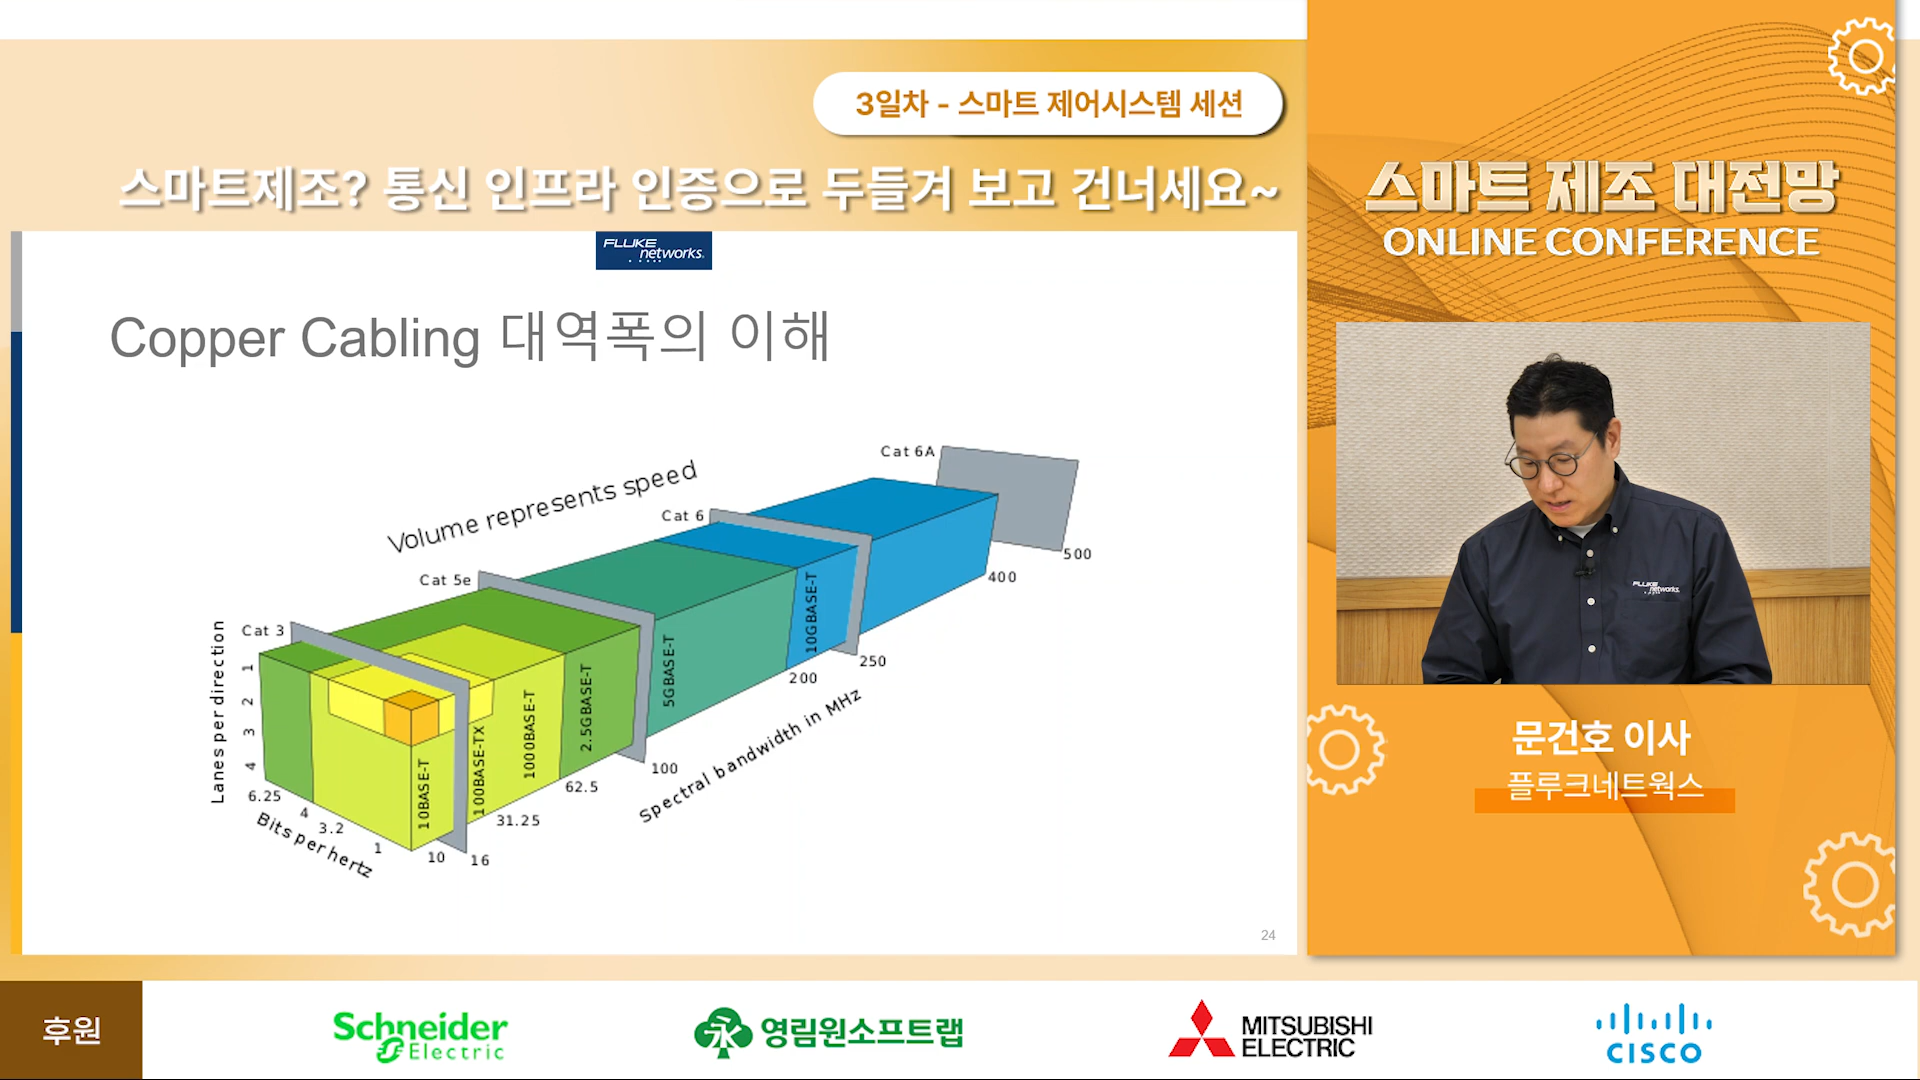 3일차 - 스마트 제어시스템 세션
스마트제조? 통신 인프라 인증으로 두들겨 보고 건너세요~
FLUKE
networks.
Copper Cabling 대역폭의 이해
Volume represents speed
Cat 6A
Cat 6
Cat 5e
Cat 3
Lanes per direction
1
2
3
4
6.25
4
3.2
1
Bits per hertz
10BASE-T
100BASE-TX
1000BASE-T
2.5GBASE-T
5GBASE-T
10GBASE-T
10
16
31.25
62.5
100
200
250
400
500
Spectral bandwidth in MHz
24
스마트 제조 대전망
ONLINE CONFERENCE
FLUKE
networks.
문건호 이사
플루크네트웍스
후원
Schneider
Electric
永 영림원소프트랩
MITSUBISHI
ELECTRIC
CISCO